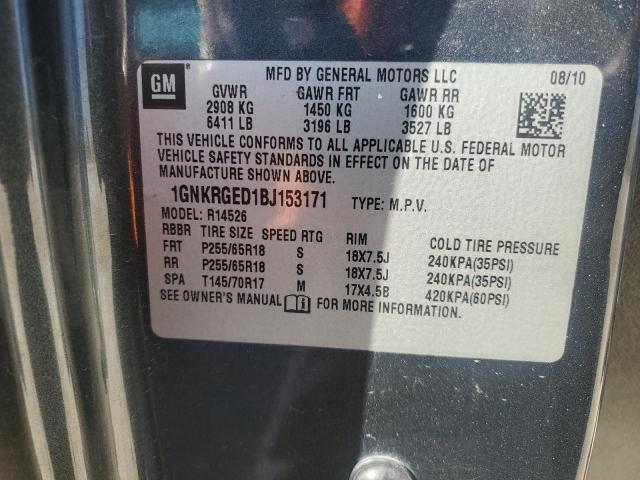 GM MFD BY GENERAL MOTORS LLC 08/10
GVWR GAWR FRT GAWR RR
2908 KG 1450 KG 1600 KG
6411 LB 3196 LB 3527 LB
THIS VEHICLE CONFORMS TO ALL APPLICABLE U.S. FEDERAL MOTOR
VEHICLE SAFETY STANDARDS IN EFFECT ON THE DATE OF
MANUFACTURE SHOWN ABOVE.
1GNKRGED1BJ153171 TYPE: M.P.V.
MODEL: R14526
RBBR TIRE SIZE SPEED RTG RIM COLD TIRE PRESSURE
FRT P255/65R18 S 18X7.5J 240KPA(35PSI)
RR P255/65R18 S 18X7.5J 240KPA(35PSI)
SPA T145/70R17 M 17X4.5B 420KPA(60PSI)
SEE OWNER'S MANUAL FOR MORE INFORMATION.